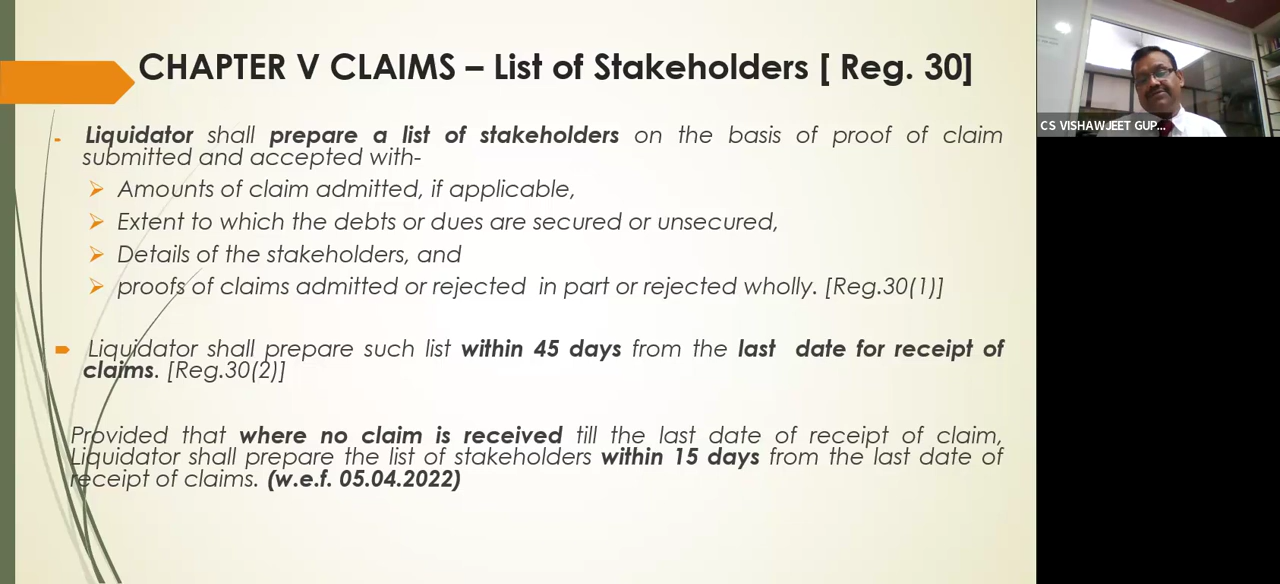 CHAPTER V CLAIMS – List of Stakeholders [ Reg. 30]
Liquidator shall prepare a list of stakeholders on the basis of proof of claim
submitted and accepted with-
Amounts of claim admitted, if applicable,
Extent to which the debts or dues are secured or unsecured,
Details of the stakeholders, and
proofs of claims admitted or rejected in part or rejected wholly. [Reg.30(1)]
Liquidator shall prepare such list within 45 days from the last date for receipt of
claims. [Reg.30(2)]
Provided that where no claim is received till the last date of receipt of claim,
Liquidator shall prepare the list of stakeholders within 15 days from the last date of
receipt of claims. (w.e.f. 05.04.2022)
CS VISHAWJEET GUP...